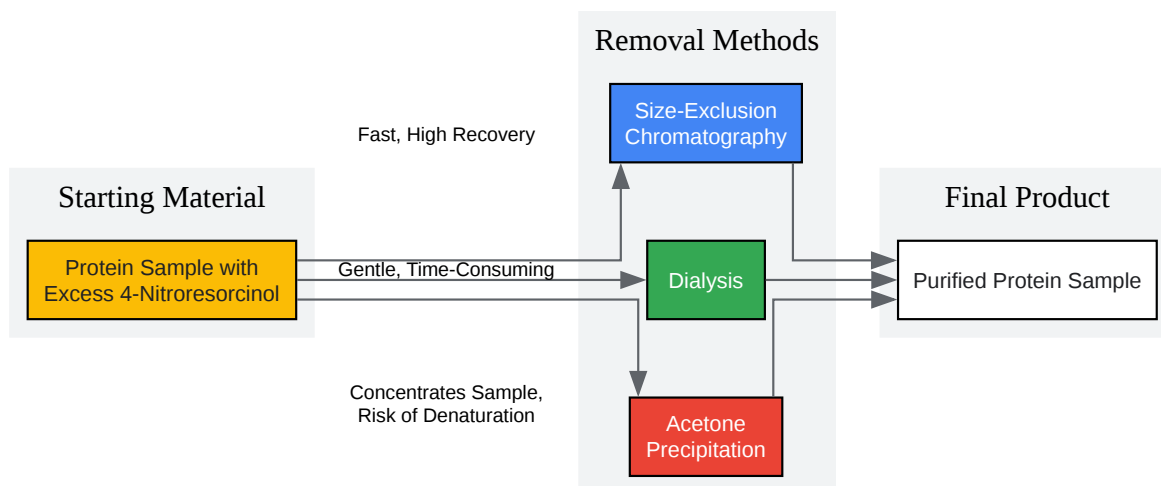 Removal Methods
Size-Exclusion
Chromatography
Fast, High Recovery
Starting Material
Protein Sample with
Excess 4-Nitroresorcinol
Gentle, Time-Consuming
Dialysis
Final Product
Purified Protein Sample
Concentrates Sample,
Risk of Denaturation
Acetone
Precipitation